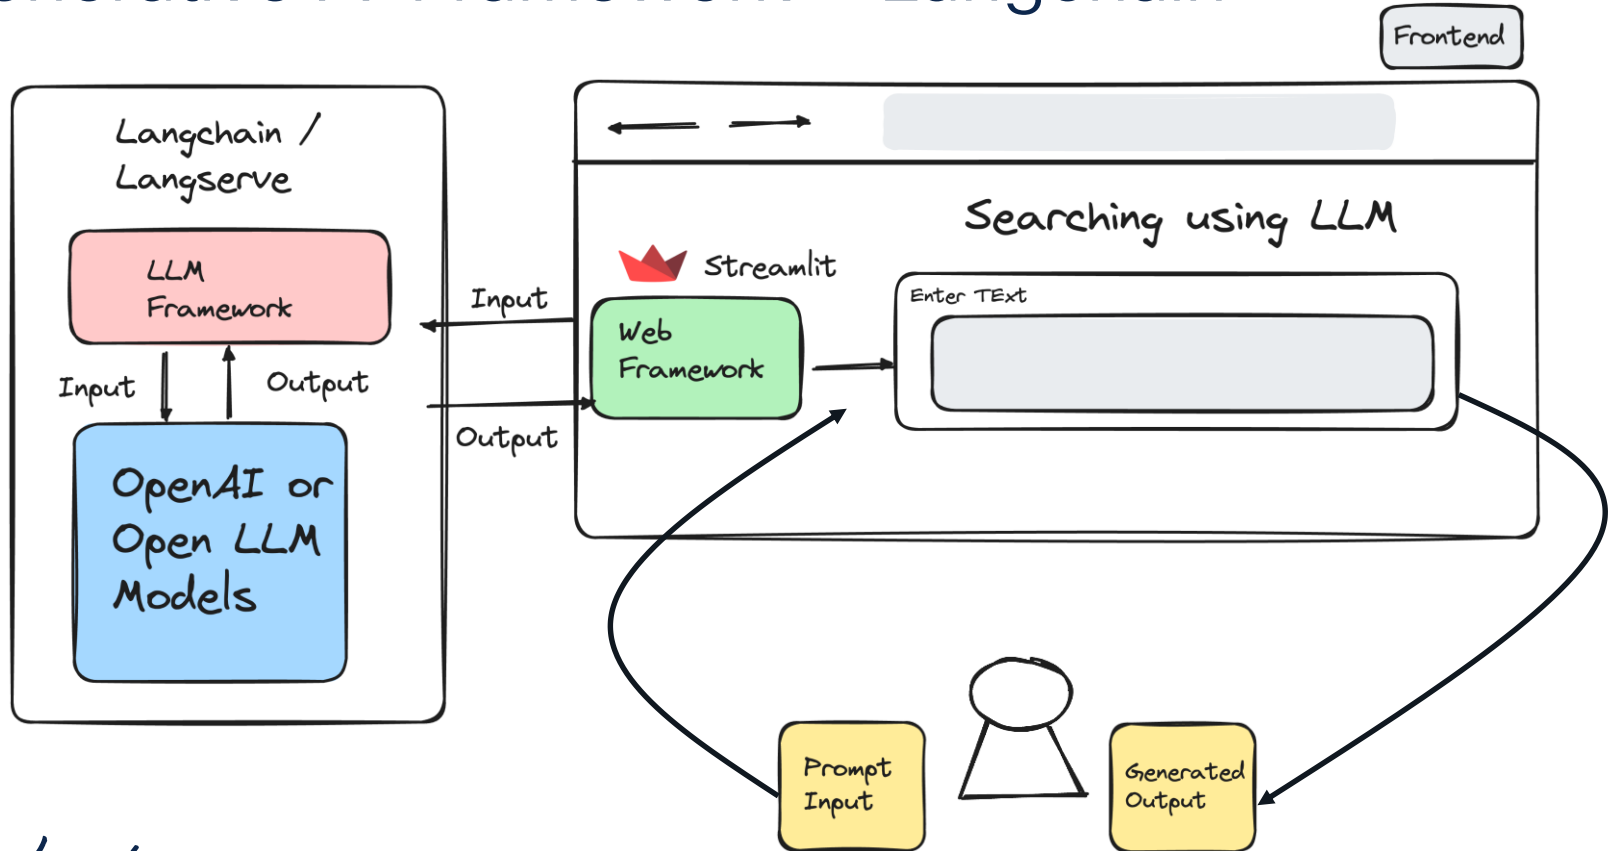 Frontend
Langchain /
Langserve
LLM
Framework
Input
Output
OpenAI or
Open LLM
Models
Input
Output
Searching using LLM
Streamlit
Web
Framework
Enter TExt
Prompt
Input
Generated
Output